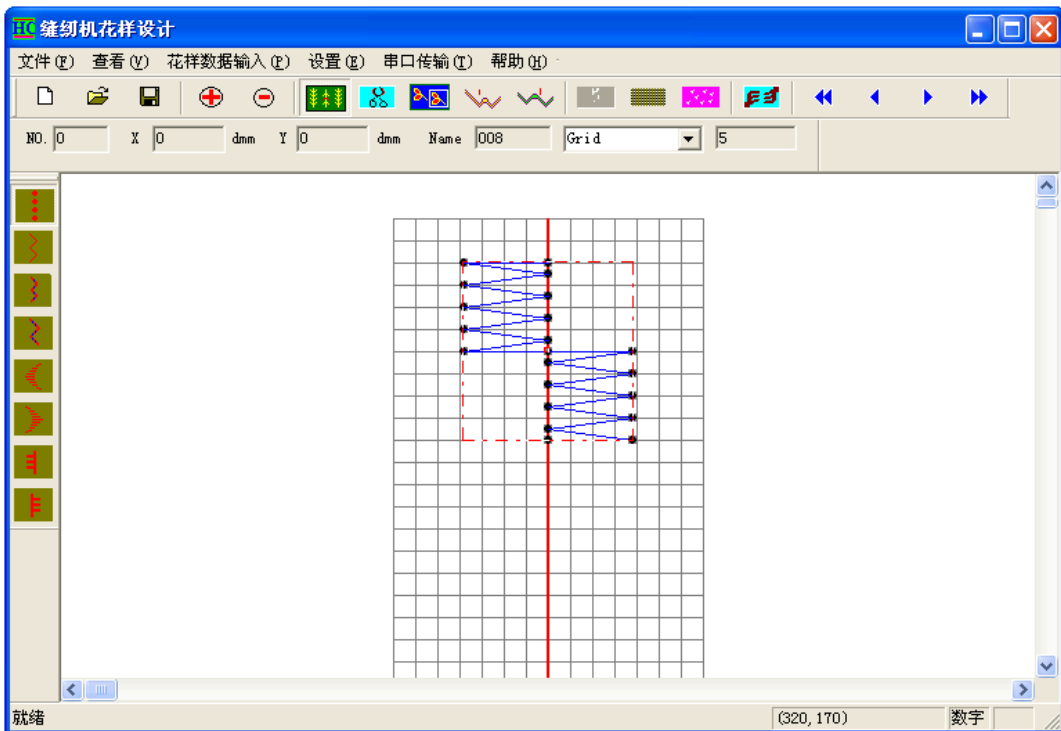 HC 缝纫机花样设计
文件(F) 查看(V) 花样数据输入(P) 设置(E) 串口传输(T) 帮助(H)
NO. 0 X 0 dmm Y 0 dmm Name 008 Grid 5
就绪 (320,170) 数字